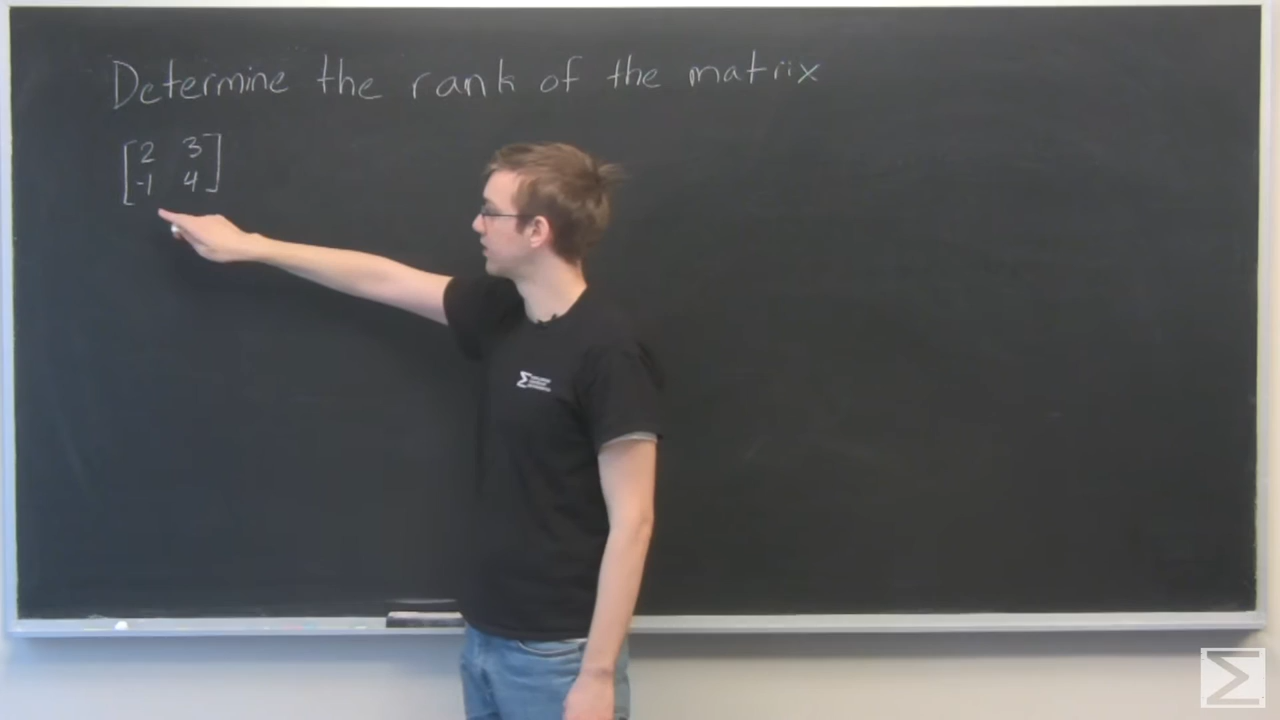 Determine the rank of the matrix
2 3
-1 4
Σ
Σ